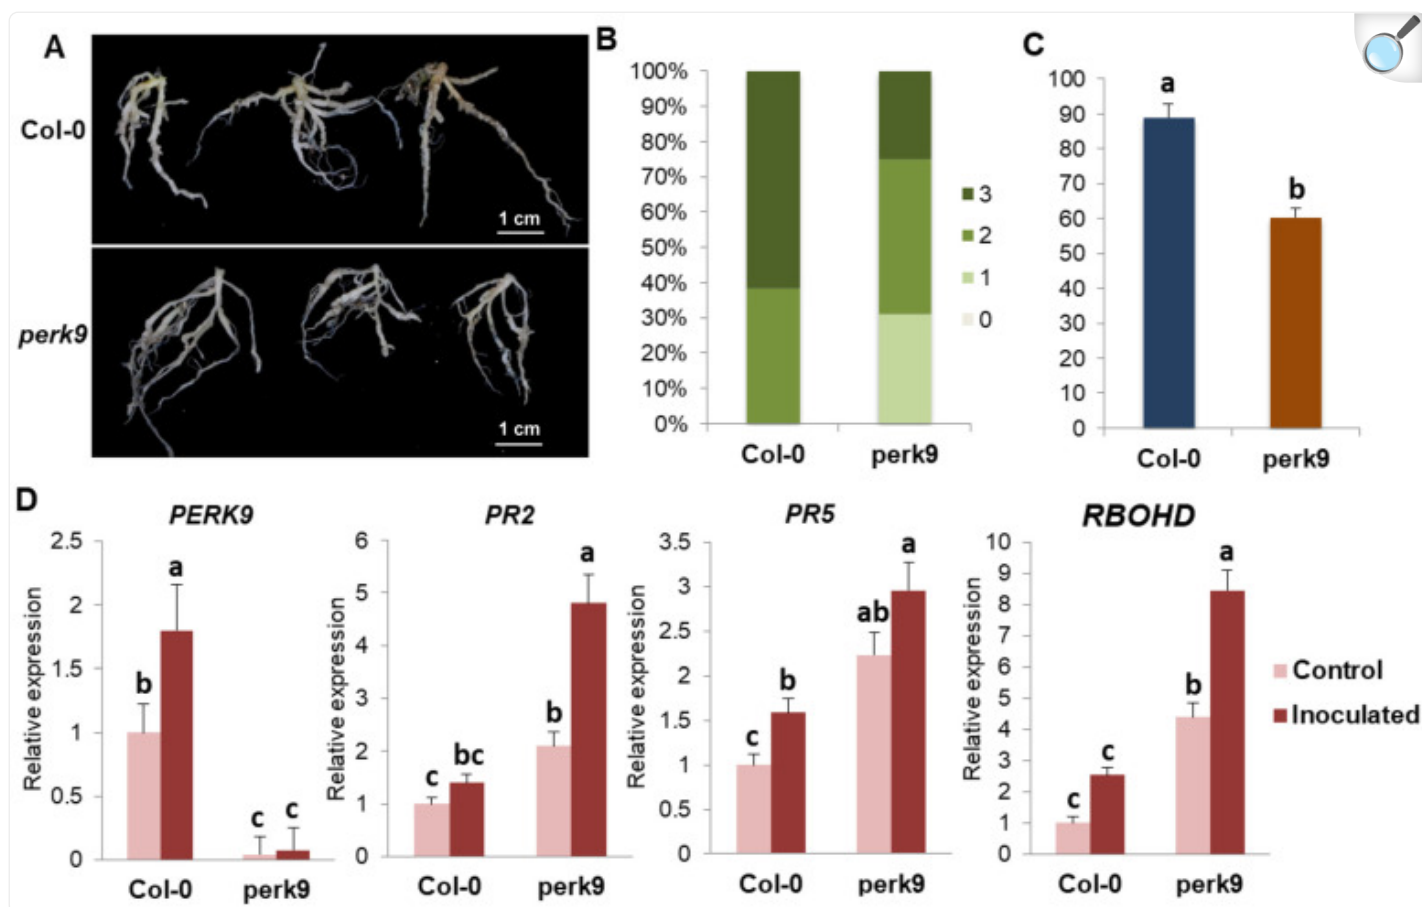 A
Col-0
1 cm
perk9
1 cm
B
100%
90%
80%
70%
60%
50%
40%
30%
20%
10%
0%
Col-0 perk9
3
2
1
0
C
100
90
80
70
60
50
40
30
20
10
0
a
b
Col-0 perk9
D
PERK9
Relative expression
2.5
2
1.5
1
0.5
0
b a c c
Col-0 perk9
PR2
Relative expression
6
5
4
3
2
1
0
c bc b a
Col-0 perk9
PR5
Relative expression
3.5
3
2.5
2
1.5
1
0.5
0
c b ab a
Col-0 perk9
RBOHD
Relative expression
10
9
8
7
6
5
4
3
2
1
0
c c b a
Col-0 perk9
Control
Inoculated